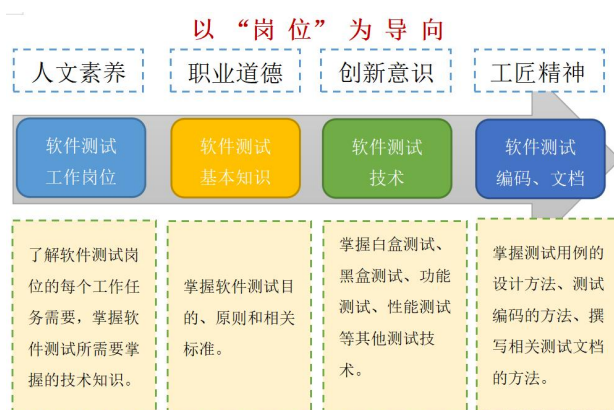 以 “岗 位” 为 导 向
人文素养
职业道德
创新意识
工匠精神
软件测试
工作岗位
软件测试
基本知识
软件测试
技术
软件测试
编码、文档
了解软件测试岗
位的每个工作任
务需要，掌握软
件测试所需要掌
握的技术知识。
掌握软件测试目
的、原则和相关
标准。
掌握白盒测试、
黑盒测试、功能
测试、性能测试
等其他测试技
术。
掌握测试用例的
设计方法、测试
编码的方法、撰
写相关测试文档
的方法。